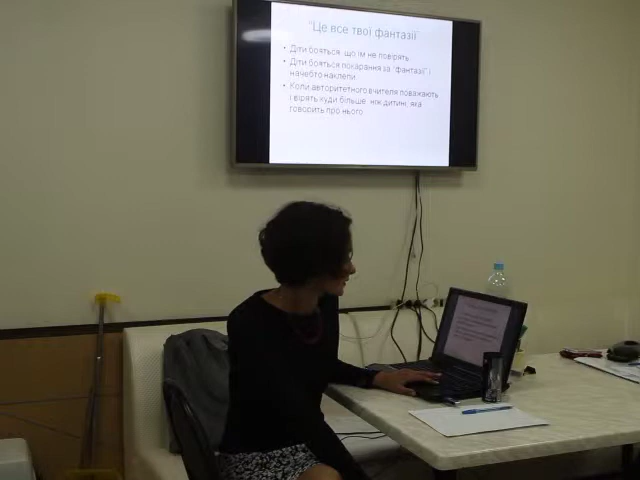 "Це все твої фантазії
• Діти бояться що їм не повірять
• Діти бояться покарання за "фантазії" і
начебто наклепи.
• Коли авторитетного вчителя поважають
і вірять куди більше ніж дитині, яка
говорить про нього